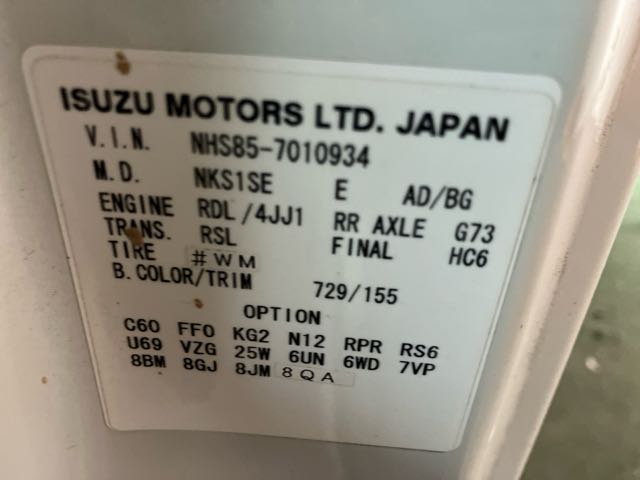 ISUZU MOTORS LTD. JAPAN
V.I.N. NHS85-7010934
M.D. NKS1SE E AD/BG
ENGINE RDL /4JJ1 RR AXLE G73
TRANS. RSL FINAL HC6
TIRE #WM
B.COLOR/TRIM 729/155
OPTION
C60 FF0 KG2 N12 RPR RS6
U69 VZG 25W 6UN 6WD 7VP
8BM 8GJ 8JM 8QA